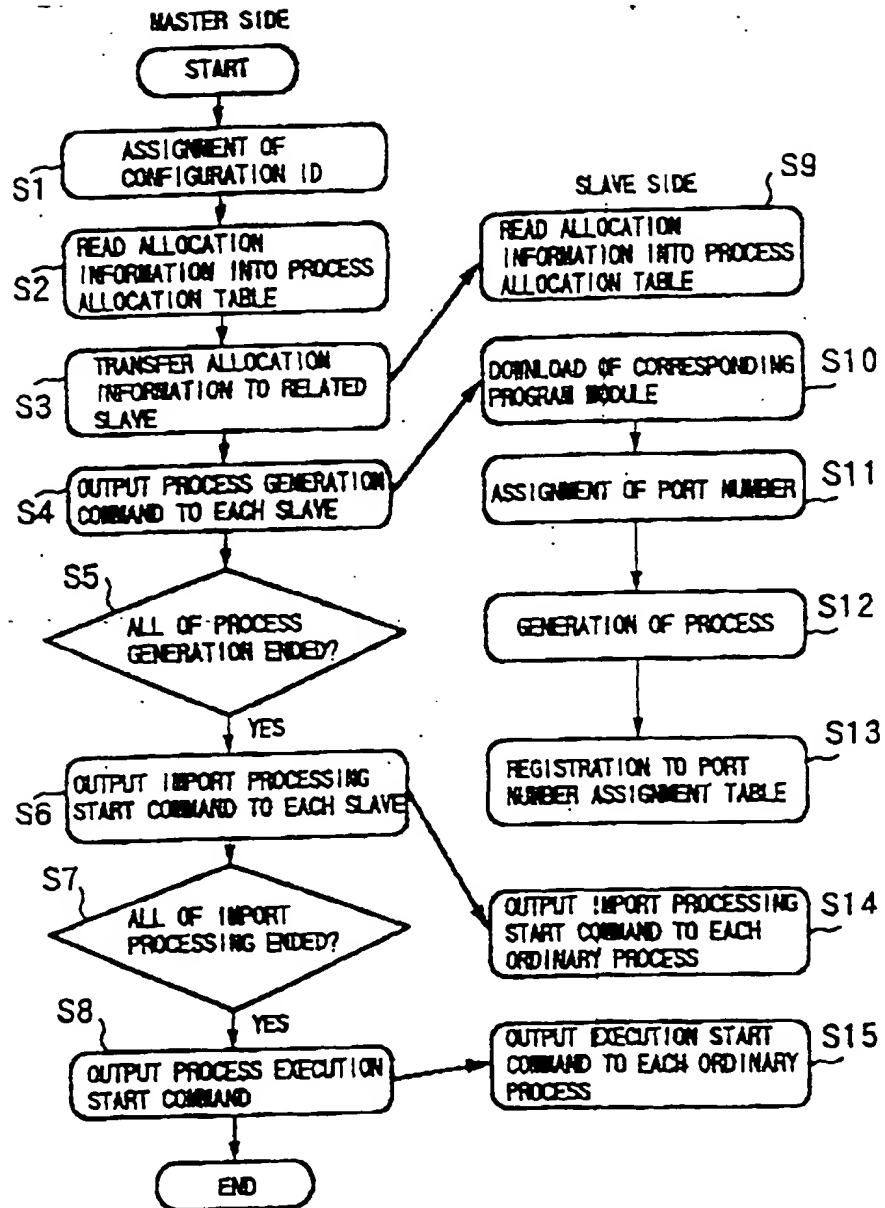 MASTER SIDE
START
S1
ASSIGNMENT OF
CONFIGURATION ID
S2
READ ALLOCATION
INFORMATION INTO PROCESS
ALLOCATION TABLE
S3
TRANSFER ALLOCATION
INFORMATION TO RELATED
SLAVE
S4
OUTPUT PROCESS GENERATION
COMMAND TO EACH SLAVE
S5
ALL OF PROCESS
GENERATION ENDED?
YES
S6
OUTPUT IMPORT PROCESSING
START COMMAND TO EACH SLAVE
S7
ALL OF IMPORT
PROCESSING ENDED?
YES
S8
OUTPUT PROCESS EXECUTION
START COMMAND
END
SLAVE SIDE
S9
READ ALLOCATION
INFORMATION INTO PROCESS
ALLOCATION TABLE
S10
DOWNLOAD OF CORRESPONDING
PROGRAM MODULE
S11
ASSIGNMENT OF PORT NUMBER
S12
GENERATION OF PROCESS
S13
REGISTRATION TO PORT
NUMBER ASSIGNMENT TABLE
S14
OUTPUT IMPORT PROCESSING
START COMMAND TO EACH
ORDINARY PROCESS
S15
OUTPUT EXECUTION START
COMMAND TO EACH ORDINARY
PROCESS